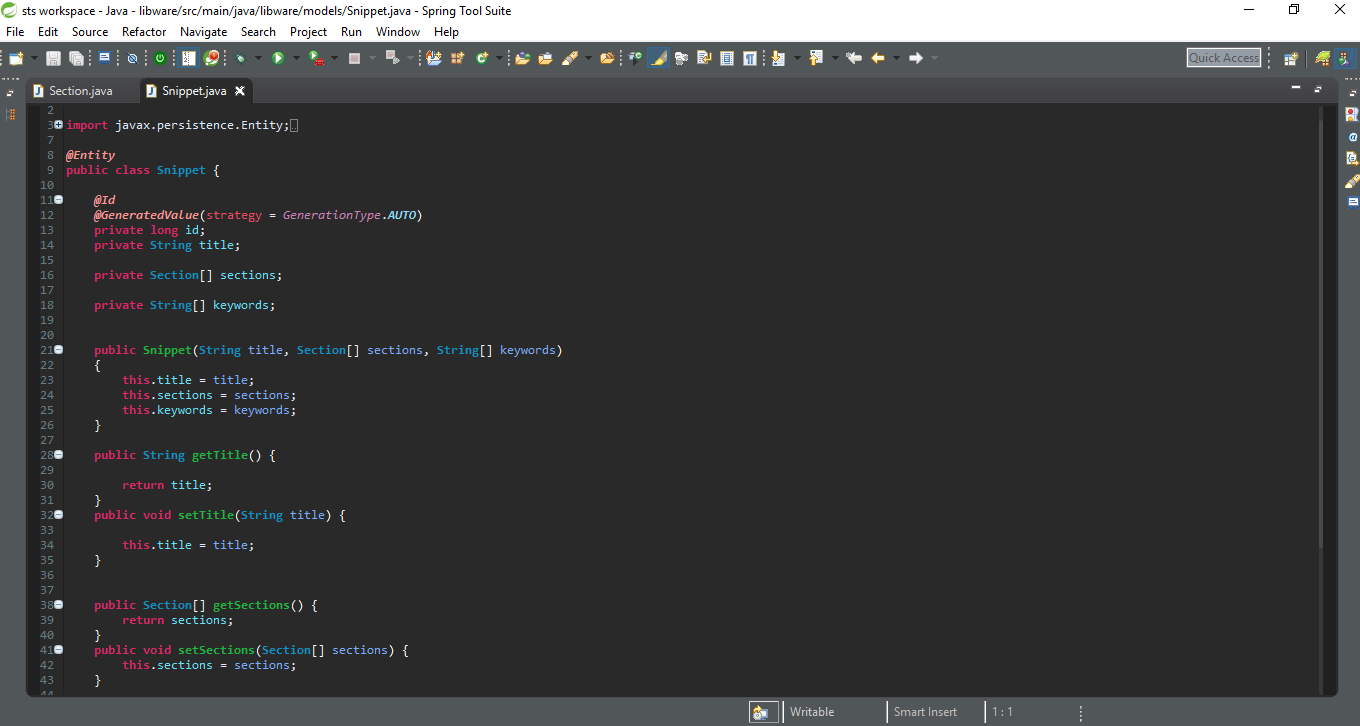 sts workspace - Java - libware/src/main/java/libware/models/Snippet.java - Spring Tool Suite
File Edit Source Refactor Navigate Search Project Run Window Help
Quick Access
Section.java Snippet.java
2
3 import javax.persistence.Entity;
7
8 @Entity
9 public class Snippet {
10
11 @Id
12 @GeneratedValue(strategy = GenerationType.AUTO)
13 private long id;
14 private String title;
15
16 private Section[] sections;
17
18 private String[] keywords;
19
20
21 public Snippet(String title, Section[] sections, String[] keywords)
22 {
23 this.title = title;
24 this.sections = sections;
25 this.keywords = keywords;
26 }
27
28 public String getTitle() {
29
30 return title;
31 }
32 public void setTitle(String title) {
33
34 this.title = title;
35 }
36
37
38 public Section[] getSections() {
39 return sections;
40 }
41 public void setSections(Section[] sections) {
42 this.sections = sections;
43 }
44
Writable Smart Insert 1 : 1